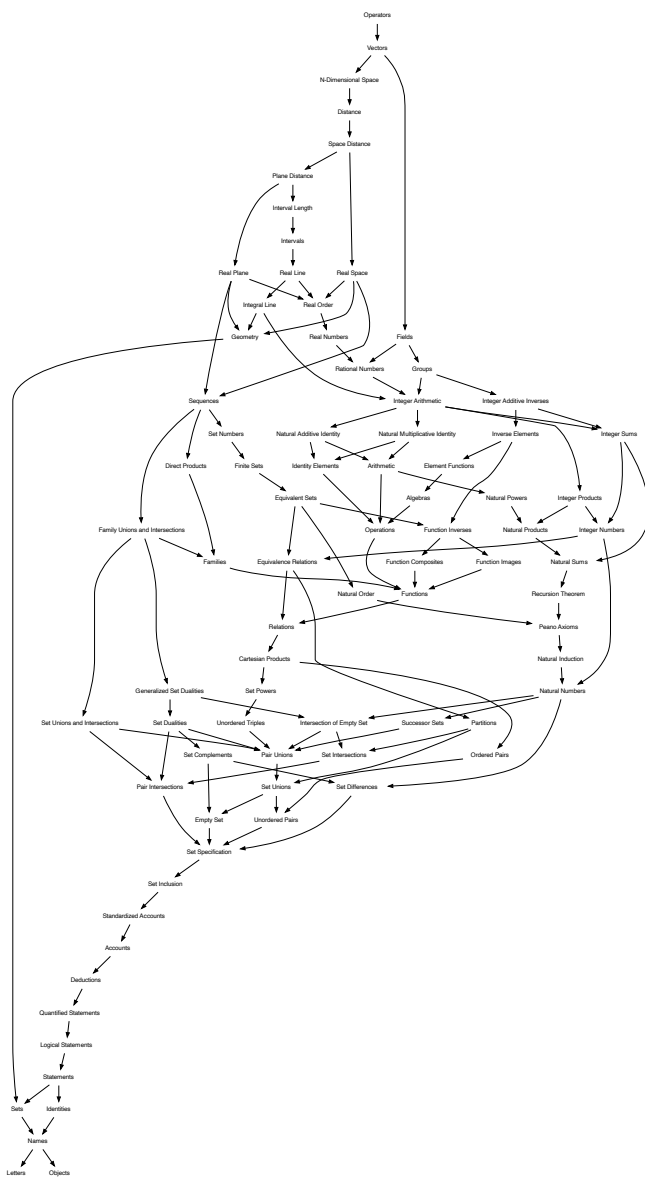 Operators
Vectors
N-Dimensional Space
Distance
Space Distance
Plane Distance
Interval Length
Intervals
Real Plane
Real Line
Real Space
Integral Line
Real Order
Geometry
Real Numbers
Fields
Rational Numbers
Groups
Sequences
Integer Arithmetic
Integer Additive Inverses
Set Numbers
Natural Additive Identity
Natural Multiplicative Identity
Inverse Elements
Integer Sums
Direct Products
Finite Sets
Identity Elements
Arithmetic
Element Functions
Equivalent Sets
Algebras
Natural Powers
Integer Products
Family Unions and Intersections
Operations
Function Inverses
Natural Products
Integer Numbers
Families
Equivalence Relations
Function Composites
Function Images
Natural Sums
Natural Order
Functions
Recursion Theorem
Relations
Peano Axioms
Cartesian Products
Natural Induction
Generalized Set Dualities
Set Powers
Natural Numbers
Set Unions and Intersections
Set Dualities
Unordered Triples
Intersection of Empty Set
Successor Sets
Partitions
Set Complements
Pair Unions
Set Intersections
Ordered Pairs
Pair Intersections
Set Unions
Set Differences
Empty Set
Unordered Pairs
Set Specification
Set Inclusion
Standardized Accounts
Accounts
Deductions
Quantified Statements
Logical Statements
Statements
Sets
Identities
Names
Letters
Objects